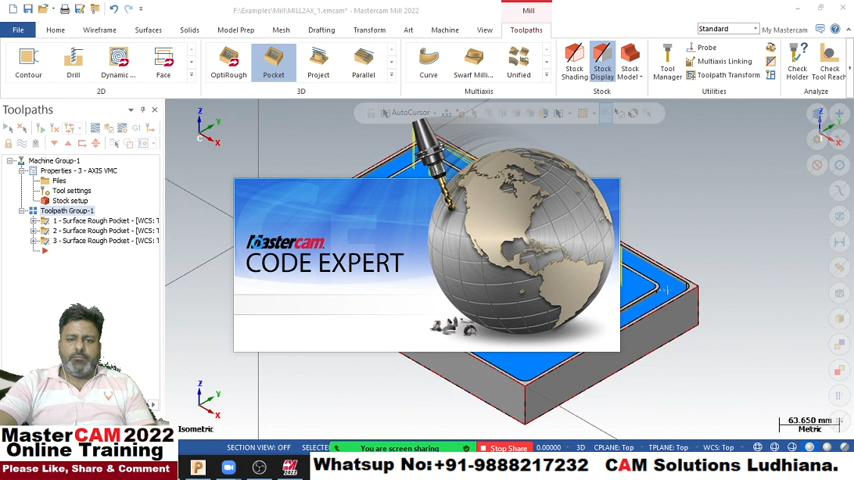 F:\Examples\Mill\MILL2AX_1.emcam* - Mastercam Mill 2022
Mill
File
Home
Wireframe
Surfaces
Solids
Model Prep
Mesh
Drafting
Transform
Art
Machine
View
Toolpaths
Standard
My Mastercam
Contour
Drill
Dynamic ...
Face
OptiRough
Pocket
Project
Parallel
Curve
Swarf Milli...
Unified
Stock Shading
Stock Display
Stock Model
Tool Manager
Probe
Multiaxis Linking
Toolpath Transform
Check Holder
Check Tool Reach
2D
3D
Multiaxis
Stock
Utilities
Analyze
Toolpaths
AutoCursor
Machine Group-1
Properties - 3 - AXIS VMC
Files
Tool settings
Stock setup
Toolpath Group-1
1 - Surface Rough Pocket - [WCS: T
2 - Surface Rough Pocket - [WCS: T
3 - Surface Rough Pocket - [WCS: T
Z
Y
X
Z
Y
X
Mastercam.
CODE EXPERT
Z
Y
X
Isometric
63.650 mm
Metric
SECTION VIEW: OFF
SELECTED
You are screen sharing
Stop Share
0.00000
3D
CPLANE: Top
TPLANE: Top
WCS: Top
MasterCAM 2022
Online Training
Please Like, Share & Comment
Whatsup No:+91-9888217232
CAM Solutions Ludhiana.